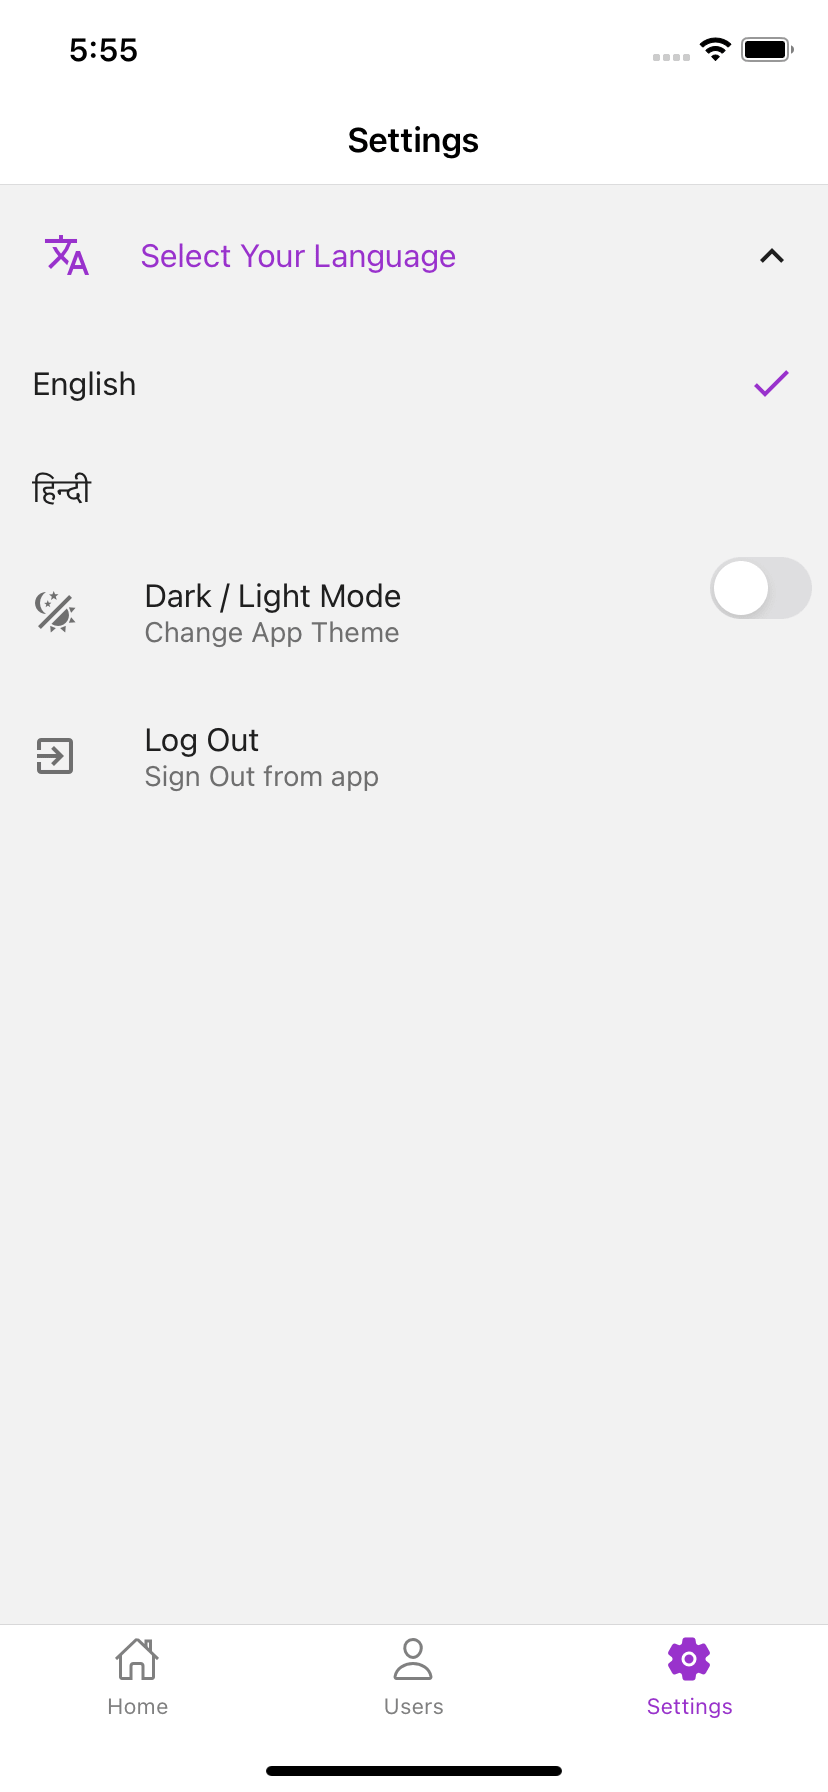 5:55
Settings
Select Your Language
English
हिन्दी
Dark / Light Mode
Change App Theme
Log Out
Sign Out from app
Home
Users
Settings